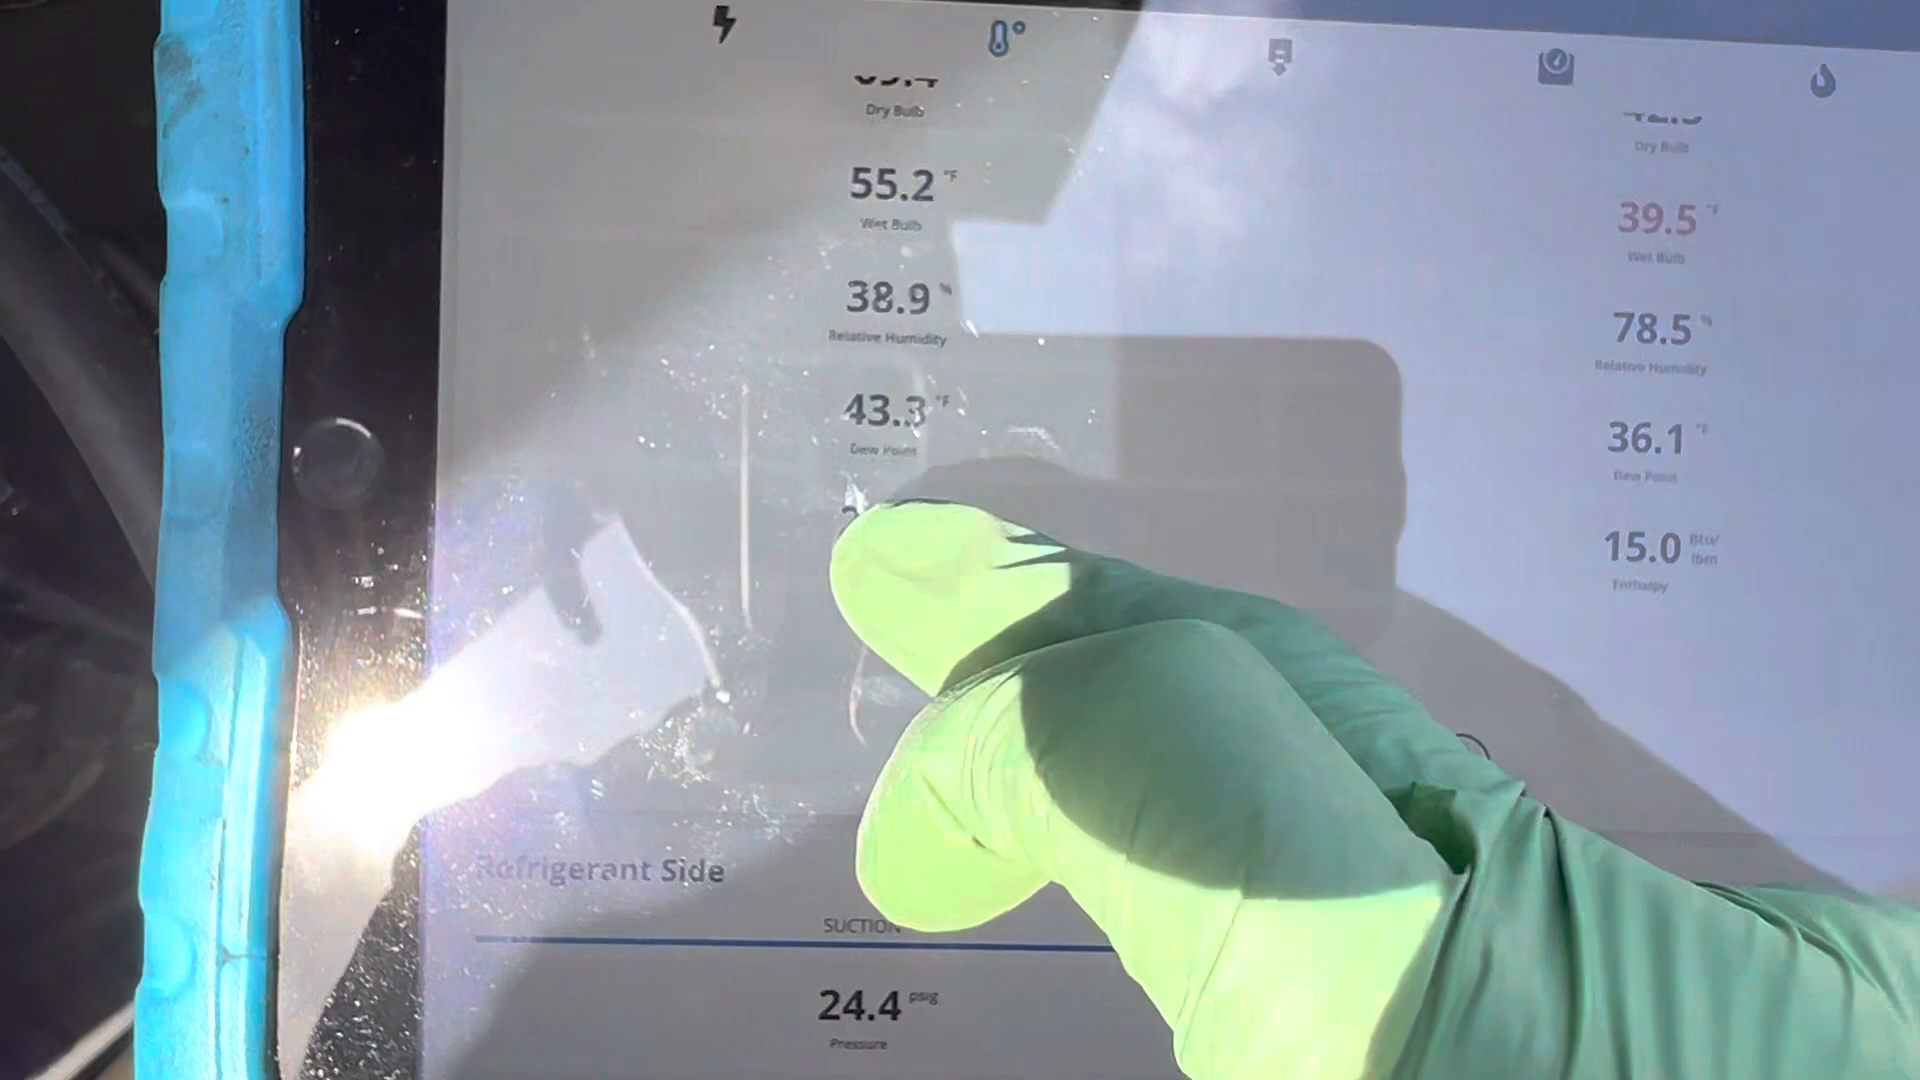 Dry Bulb
55.2 °F
Wet Bulb
38.9 %
Relative Humidity
43.3 °F
Dew Point
Dry Bulb
39.5 °F
Wet Bulb
78.5 %
Relative Humidity
36.1 °F
Dew Point
15.0 Btu/
lbm
Enthalpy
Refrigerant Side
SUCTION
24.4 psig
Pressure